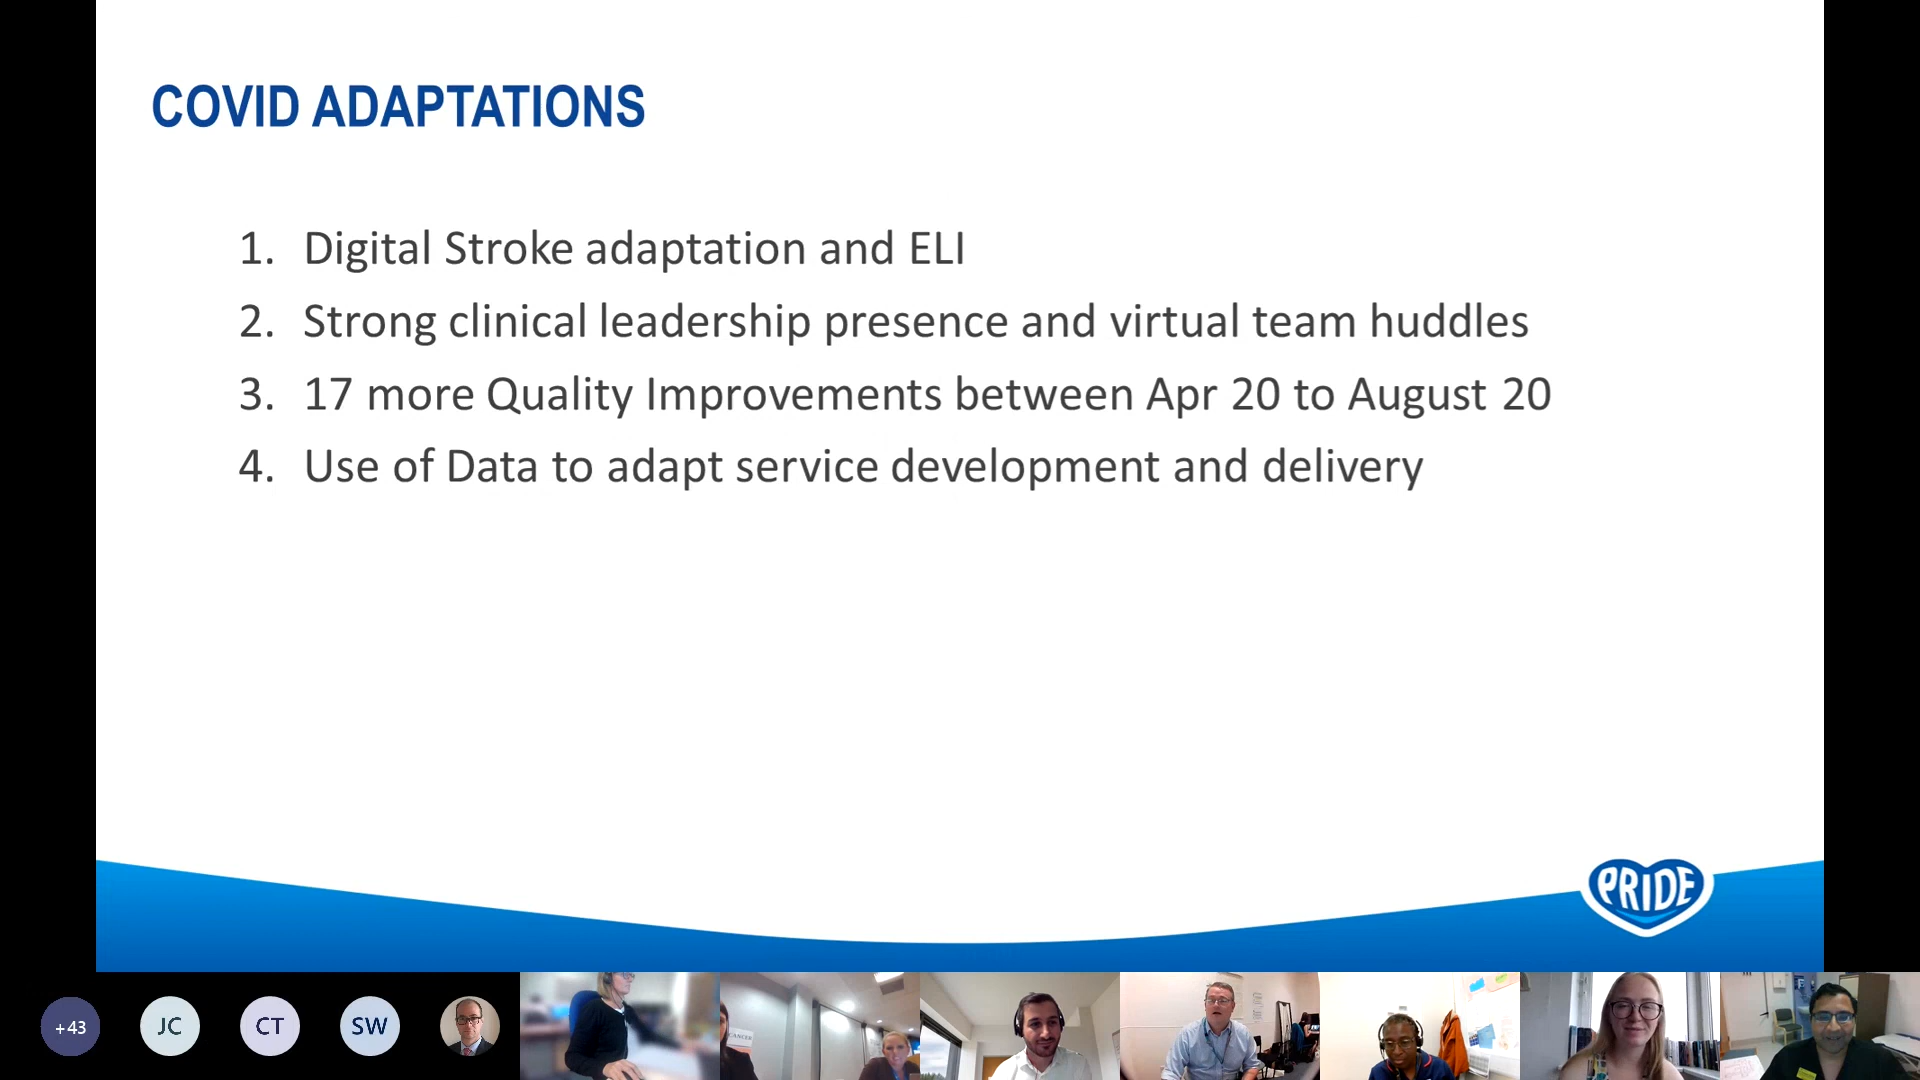 COVID ADAPTATIONS
1. Digital Stroke adaptation and ELI
2. Strong clinical leadership presence and virtual team huddles
3. 17 more Quality Improvements between Apr 20 to August 20
4. Use of Data to adapt service development and delivery
PRIDE
+43
JC
CT
SW
CANCER